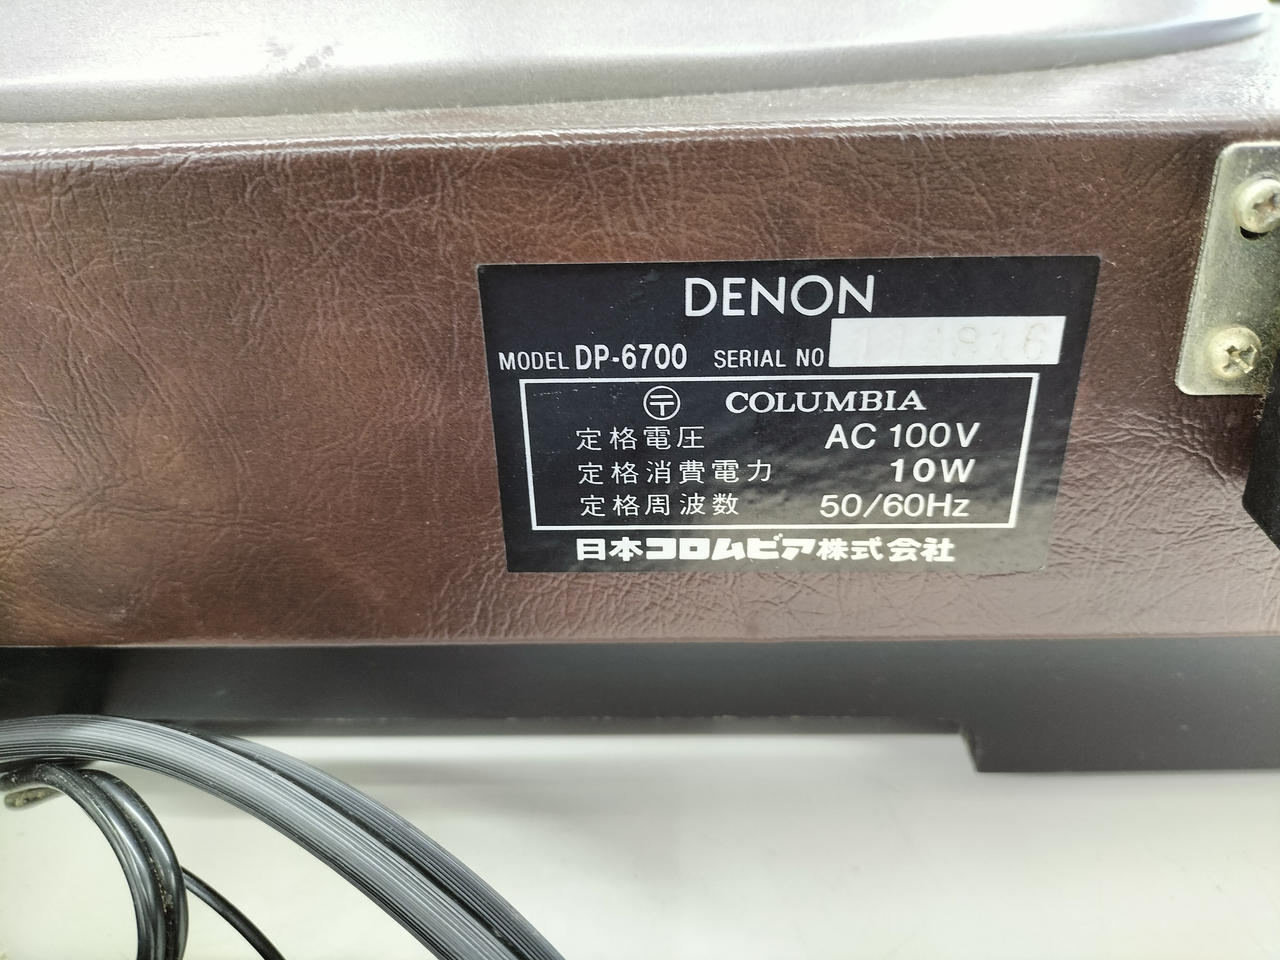 DENON
MODEL DP-6700 SERIAL NO
〒 COLUMBIA
定格電圧 AC 100V
定格消費電力 10W
定格周波数 50/60Hz
日本コロムビア株式会社